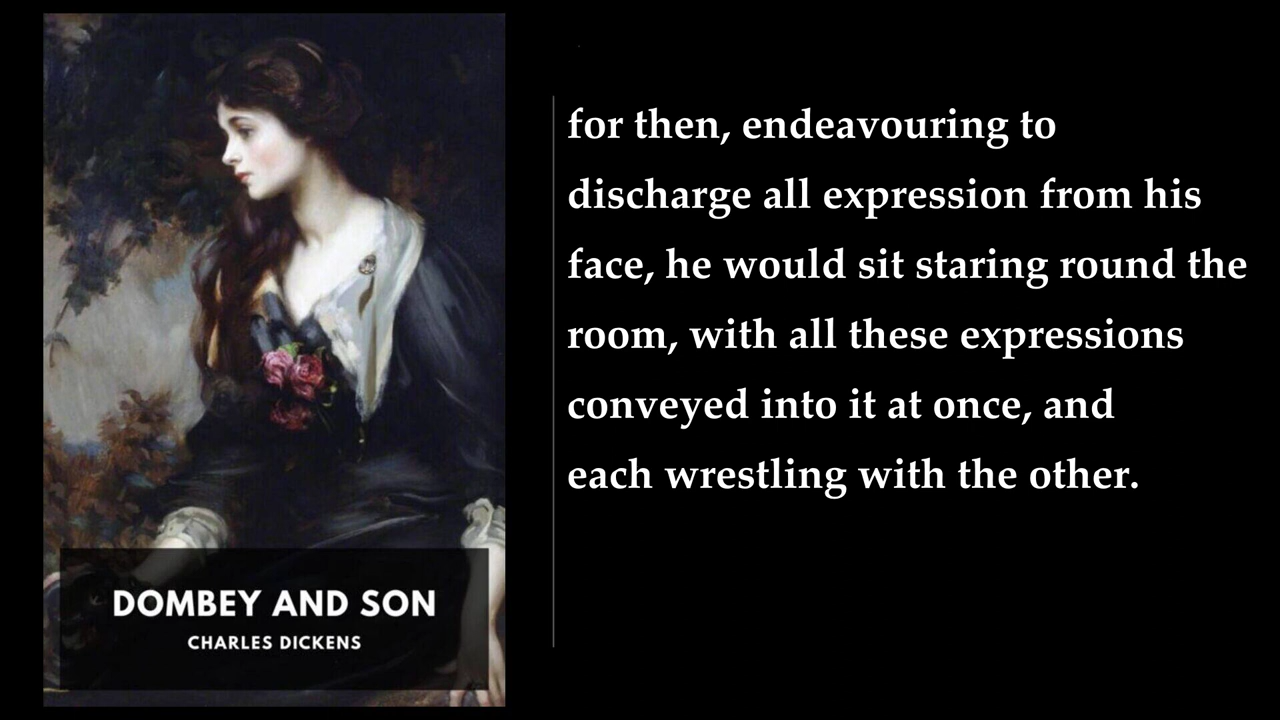 for then, endeavouring to
discharge all expression from his
face, he would sit staring round the
room, with all these expressions
conveyed into it at once, and
each wrestling with the other.
DOMBEY AND SON
CHARLES DICKENS